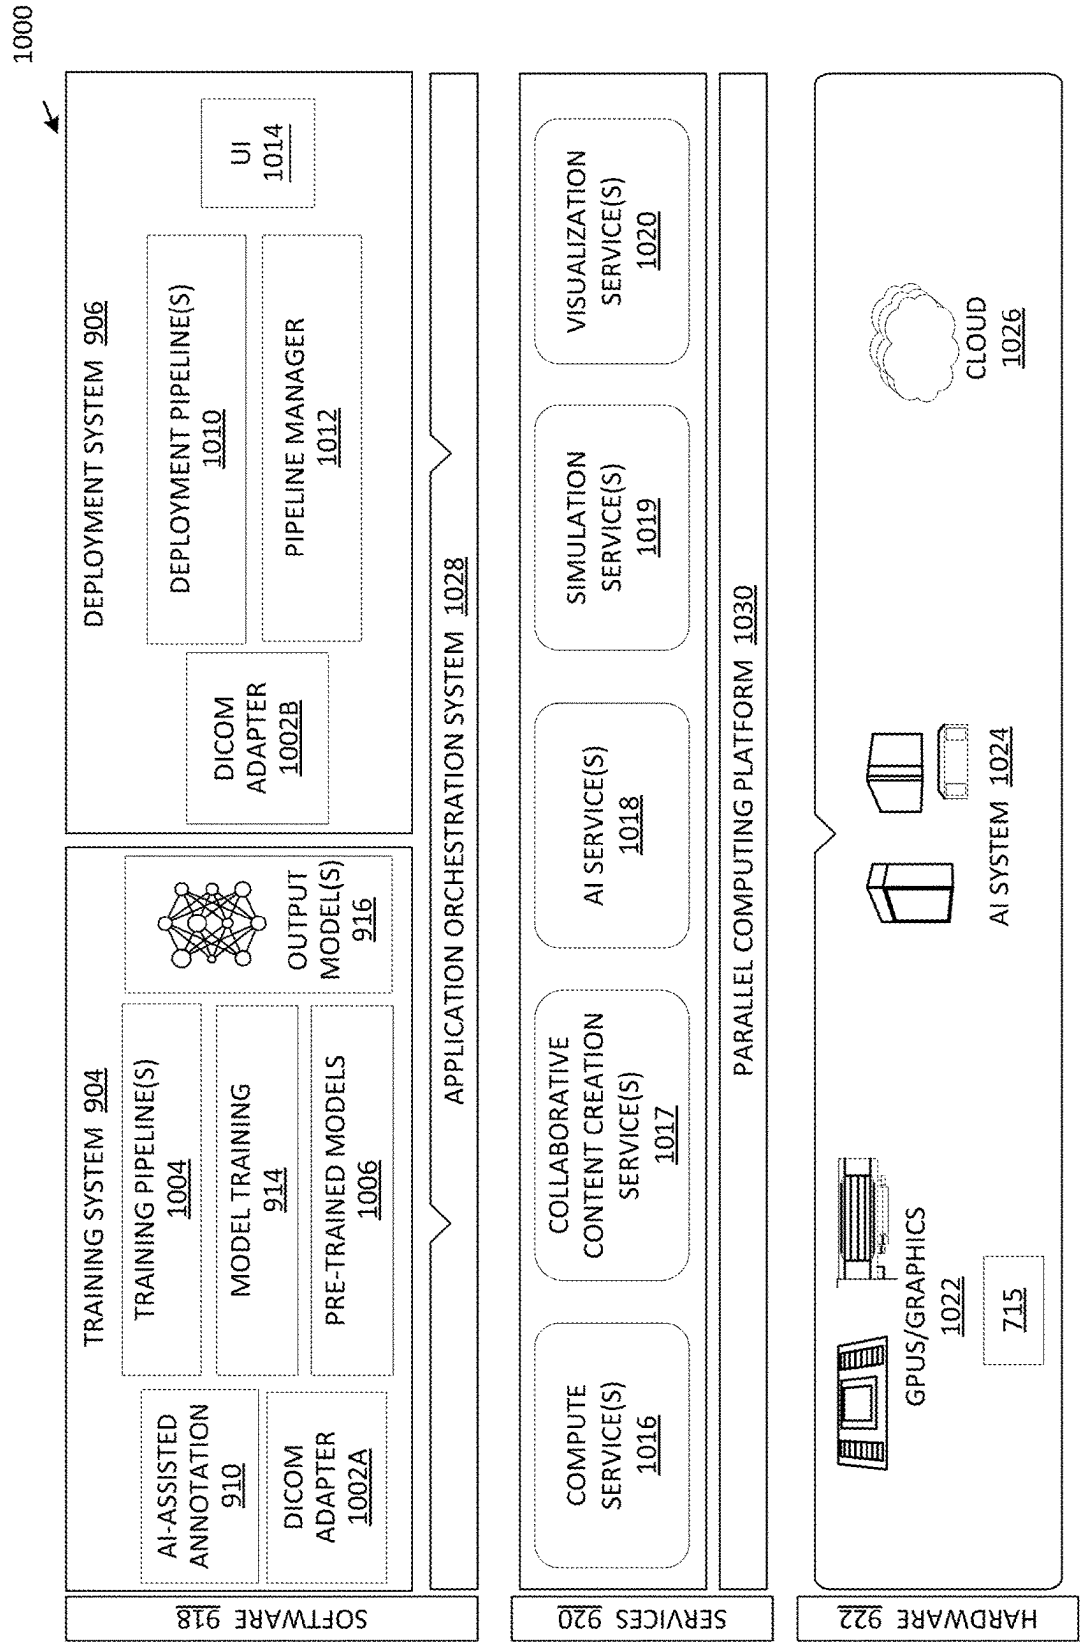 1000
SOFTWARE 918
TRAINING SYSTEM 904
AI-ASSISTED
ANNOTATION
910
DICOM
ADAPTER
1002A
TRAINING PIPELINE(S)
1004
MODEL TRAINING
914
PRE-TRAINED MODELS
1006
OUTPUT
MODEL(S)
916
DEPLOYMENT SYSTEM 906
DICOM
ADAPTER
1002B
DEPLOYMENT PIPELINE(S)
1010
PIPELINE MANAGER
1012
UI
1014
APPLICATION ORCHESTRATION SYSTEM 1028
SERVICES 920
COMPUTE
SERVICE(S)
1016
COLLABORATIVE
CONTENT CREATION
SERVICE(S)
1017
AI SERVICE(S)
1018
SIMULATION
SERVICE(S)
1019
VISUALIZATION
SERVICE(S)
1020
PARALLEL COMPUTING PLATFORM 1030
HARDWARE 922
GPUS/GRAPHICS
1022
715
AI SYSTEM 1024
CLOUD
1026